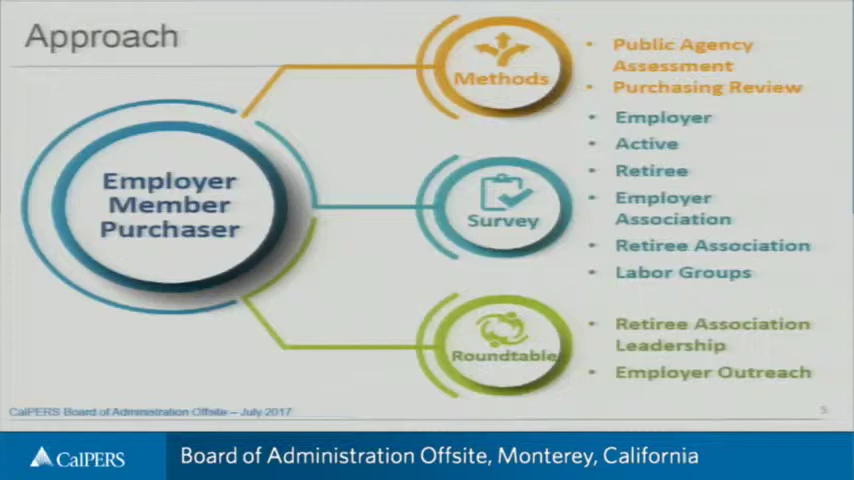 Approach
Employer
Member
Purchaser
Methods
• Public Agency
Assessment
• Purchasing Review
Survey
• Employer
• Active
• Retiree
• Employer
Association
• Retiree Association
• Labor Groups
Roundtable
• Retiree Association
Leadership
• Employer Outreach
CalPERS Board of Administration Offsite – July 2017
CalPERS
Board of Administration Offsite, Monterey, California